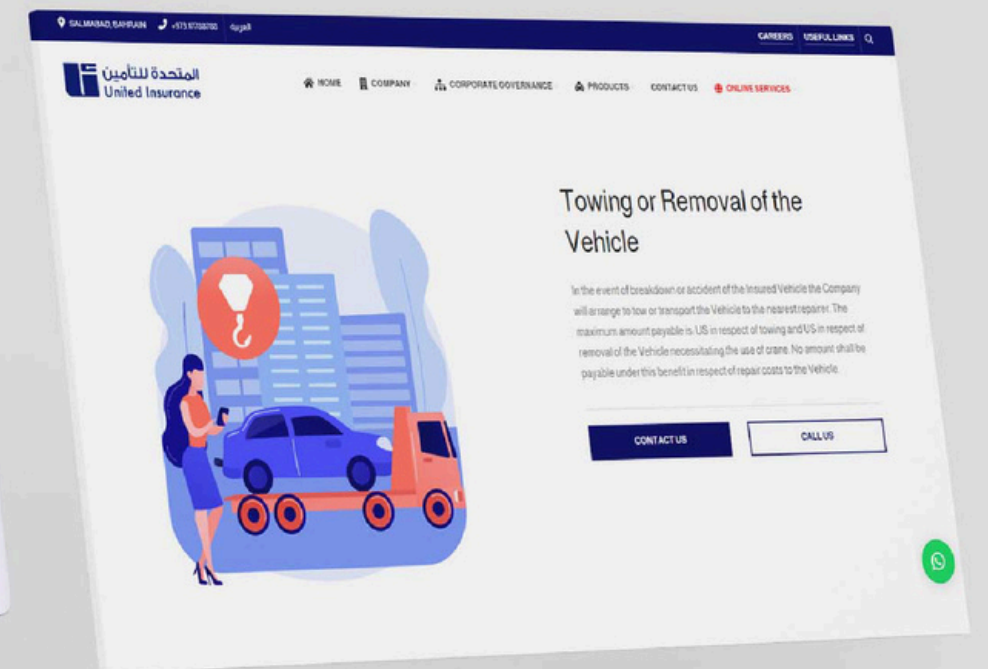 SALMABAD, BAHRAIN
العربية
CAREERS
USEFUL LINKS
المتحدة للتأمين
United Insurance
HOME
COMPANY
CORPORATE GOVERNANCE
PRODUCTS
CONTACT US
ONLINE SERVICES
Towing or Removal of the
Vehicle
In the event of breakdown or accident of the Insured Vehicle the Company
will arrange to tow or transport the Vehicle to the nearest repairer. The
maximum amount payable is US in respect of towing and US in respect of
removal of the Vehicle necessitating the use of crane. No amount shall be
payable under this benefit in respect of repair costs to the Vehicle.
CONTACT US
CALL US